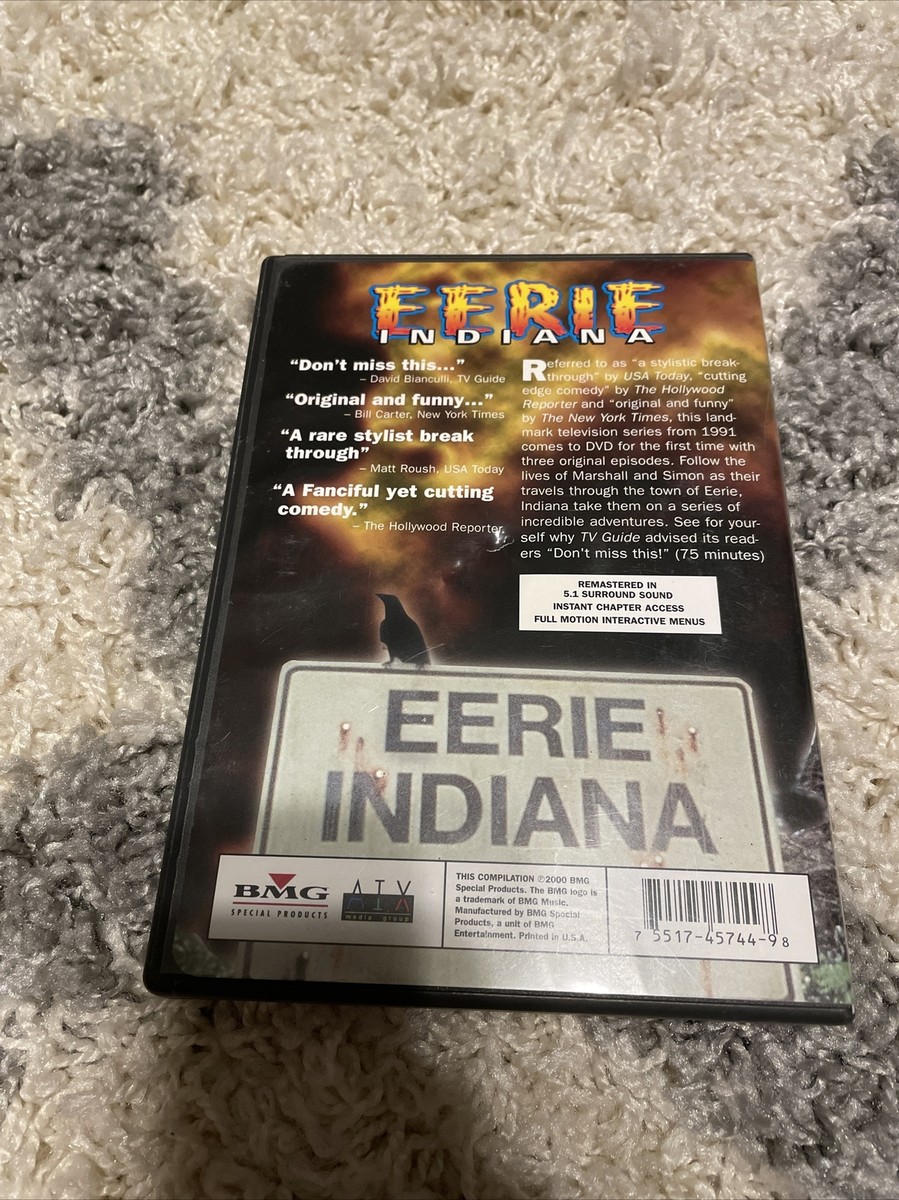 EERIE
INDIANA
“Don’t miss this...”
– David Bianculli, TV Guide
“Original and funny...”
– Bill Carter, New York Times
“A rare stylist break
through”
– Matt Roush, USA Today
“A Fanciful yet cutting
comedy.”
– The Hollywood Reporter
Referred to as “a stylistic break-
through” by USA Today, “cutting
edge comedy” by The Hollywood
Reporter and “original and funny”
by The New York Times, this land-
mark television series from 1991
comes to DVD for the first time with
three original episodes. Follow the
lives of Marshall and Simon as their
travels through the town of Eerie,
Indiana take them on a series of
incredible adventures. See for your-
self why TV Guide advised its read-
ers “Don't miss this!” (75 minutes)
REMASTERED IN
5.1 SURROUND SOUND
INSTANT CHAPTER ACCESS
FULL MOTION INTERACTIVE MENUS
EERIE
INDIANA
BMG
SPECIAL PRODUCTS
ATV
media group
THIS COMPILATION ℗2000 BMG
Special Products. The BMG logo is
a trademark of BMG Music.
Manufactured by BMG Special
Products, a unit of BMG
Entertainment. Printed in U.S.A.
7 55174-5744-9 8